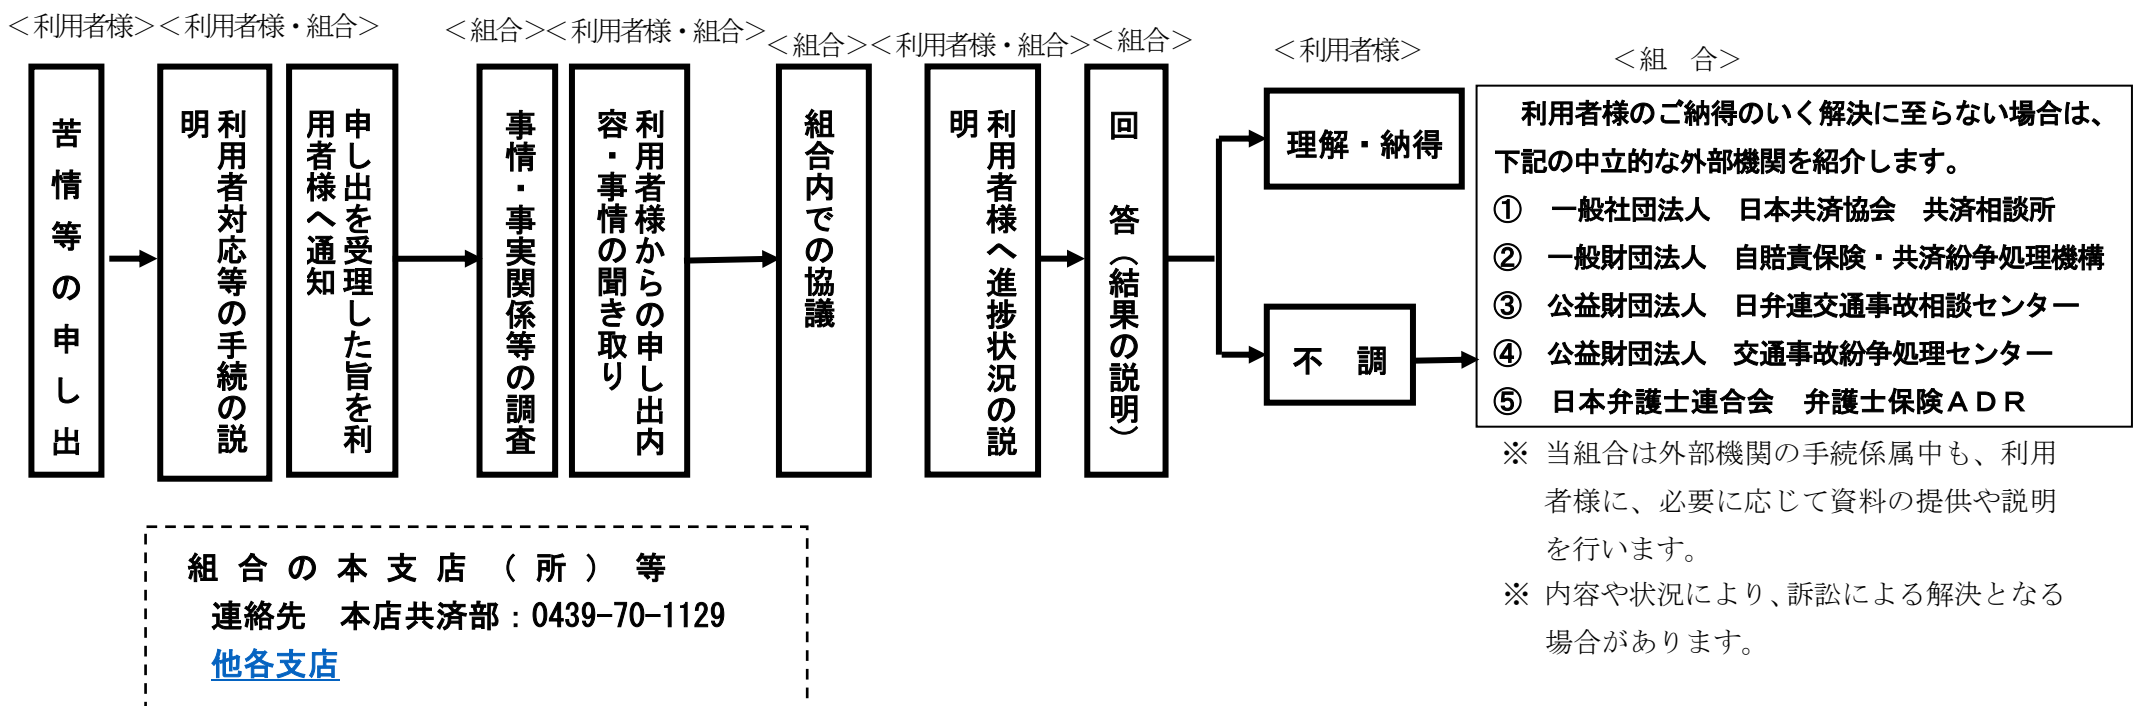 ＜利用者様＞
＜利用者様・組合＞
＜組合＞
＜利用者様・組合＞
＜組合＞
＜利用者様・組合＞
＜組合＞
＜利用者様＞
＜組　合＞
苦情等の申し出
利用者対応等の手続の説
明
申し出を受理した旨を利
用者様へ通知
事情・事実関係等の調査
利用者様からの申し出内
容・事情の聞き取り
組合内での協議
利用者様へ進捗状況の説
明
回　答（結果の説明）
理解・納得
不　調
利用者様のご納得のいく解決に至らない場合は、
下記の中立的な外部機関を紹介します。
①　一般社団法人　日本共済協会　共済相談所
②　一般財団法人　自賠責保険・共済紛争処理機構
③　公益財団法人　日弁連交通事故相談センター
④　公益財団法人　交通事故紛争処理センター
⑤　日本弁護士連合会　弁護士保険ＡＤＲ
※ 当組合は外部機関の手続係属中も、利用
者様に、必要に応じて資料の提供や説明
を行います。
※ 内容や状況により、訴訟による解決となる
場合があります。
組合の本支店（所）等
連絡先　本店共済部：0439-70-1129
他各支店